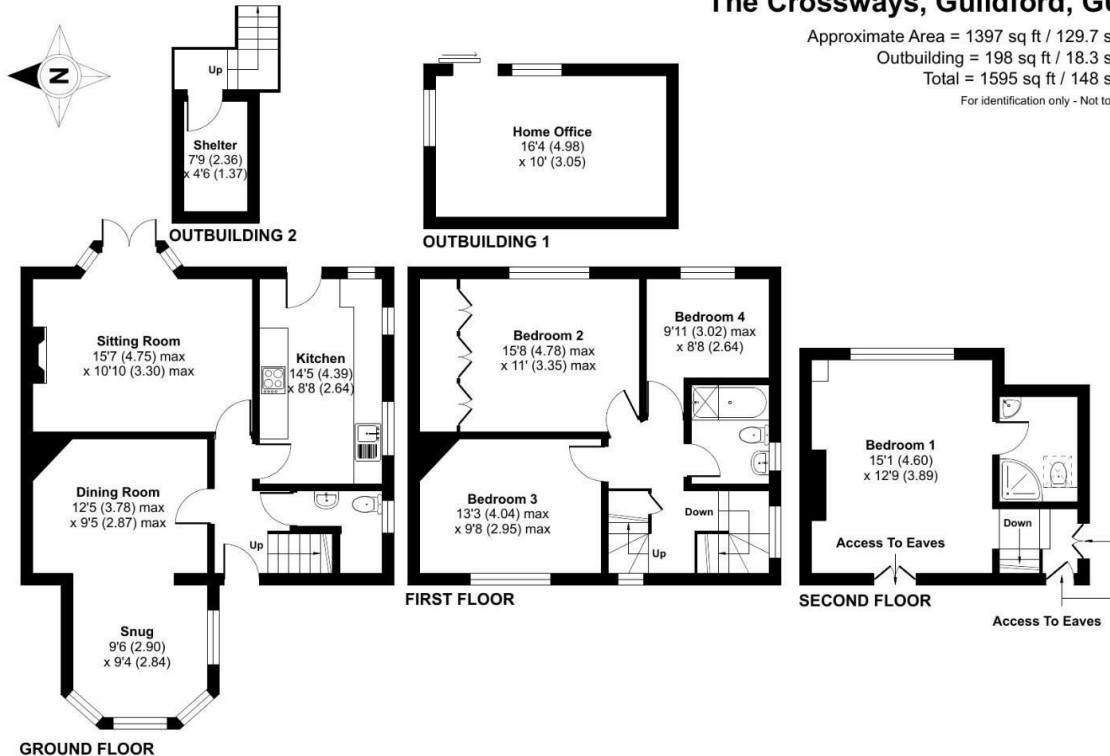 The Crossways, Guildford,
Approximate Area = 1397 sq ft / 129.7
Outbuilding = 198 sq ft / 18.3
Total = 1595 sq ft / 148
For identification only - Not to
N
Up
Shelter
7'9 (2.36)
x 4'6 (1.37)
OUTBUILDING 2
Home Office
16'4 (4.98)
x 10' (3.05)
OUTBUILDING 1
Sitting Room
15'7 (4.75) max
x 10'10 (3.30) max
Kitchen
14'5 (4.39)
x 8'8 (2.64)
Dining Room
12'5 (3.78) max
x 9'5 (2.87) max
Up
Snug
9'6 (2.90)
x 9'4 (2.84)
GROUND FLOOR
Bedroom 2
15'8 (4.78) max
x 11' (3.35) max
Bedroom 4
9'11 (3.02) max
x 8'8 (2.64)
Bedroom 3
13'3 (4.04) max
x 9'8 (2.95) max
Down
Up
FIRST FLOOR
Bedroom 1
15'1 (4.60)
x 12'9 (3.89)
Down
Access To Eaves
SECOND FLOOR
Access To Eaves